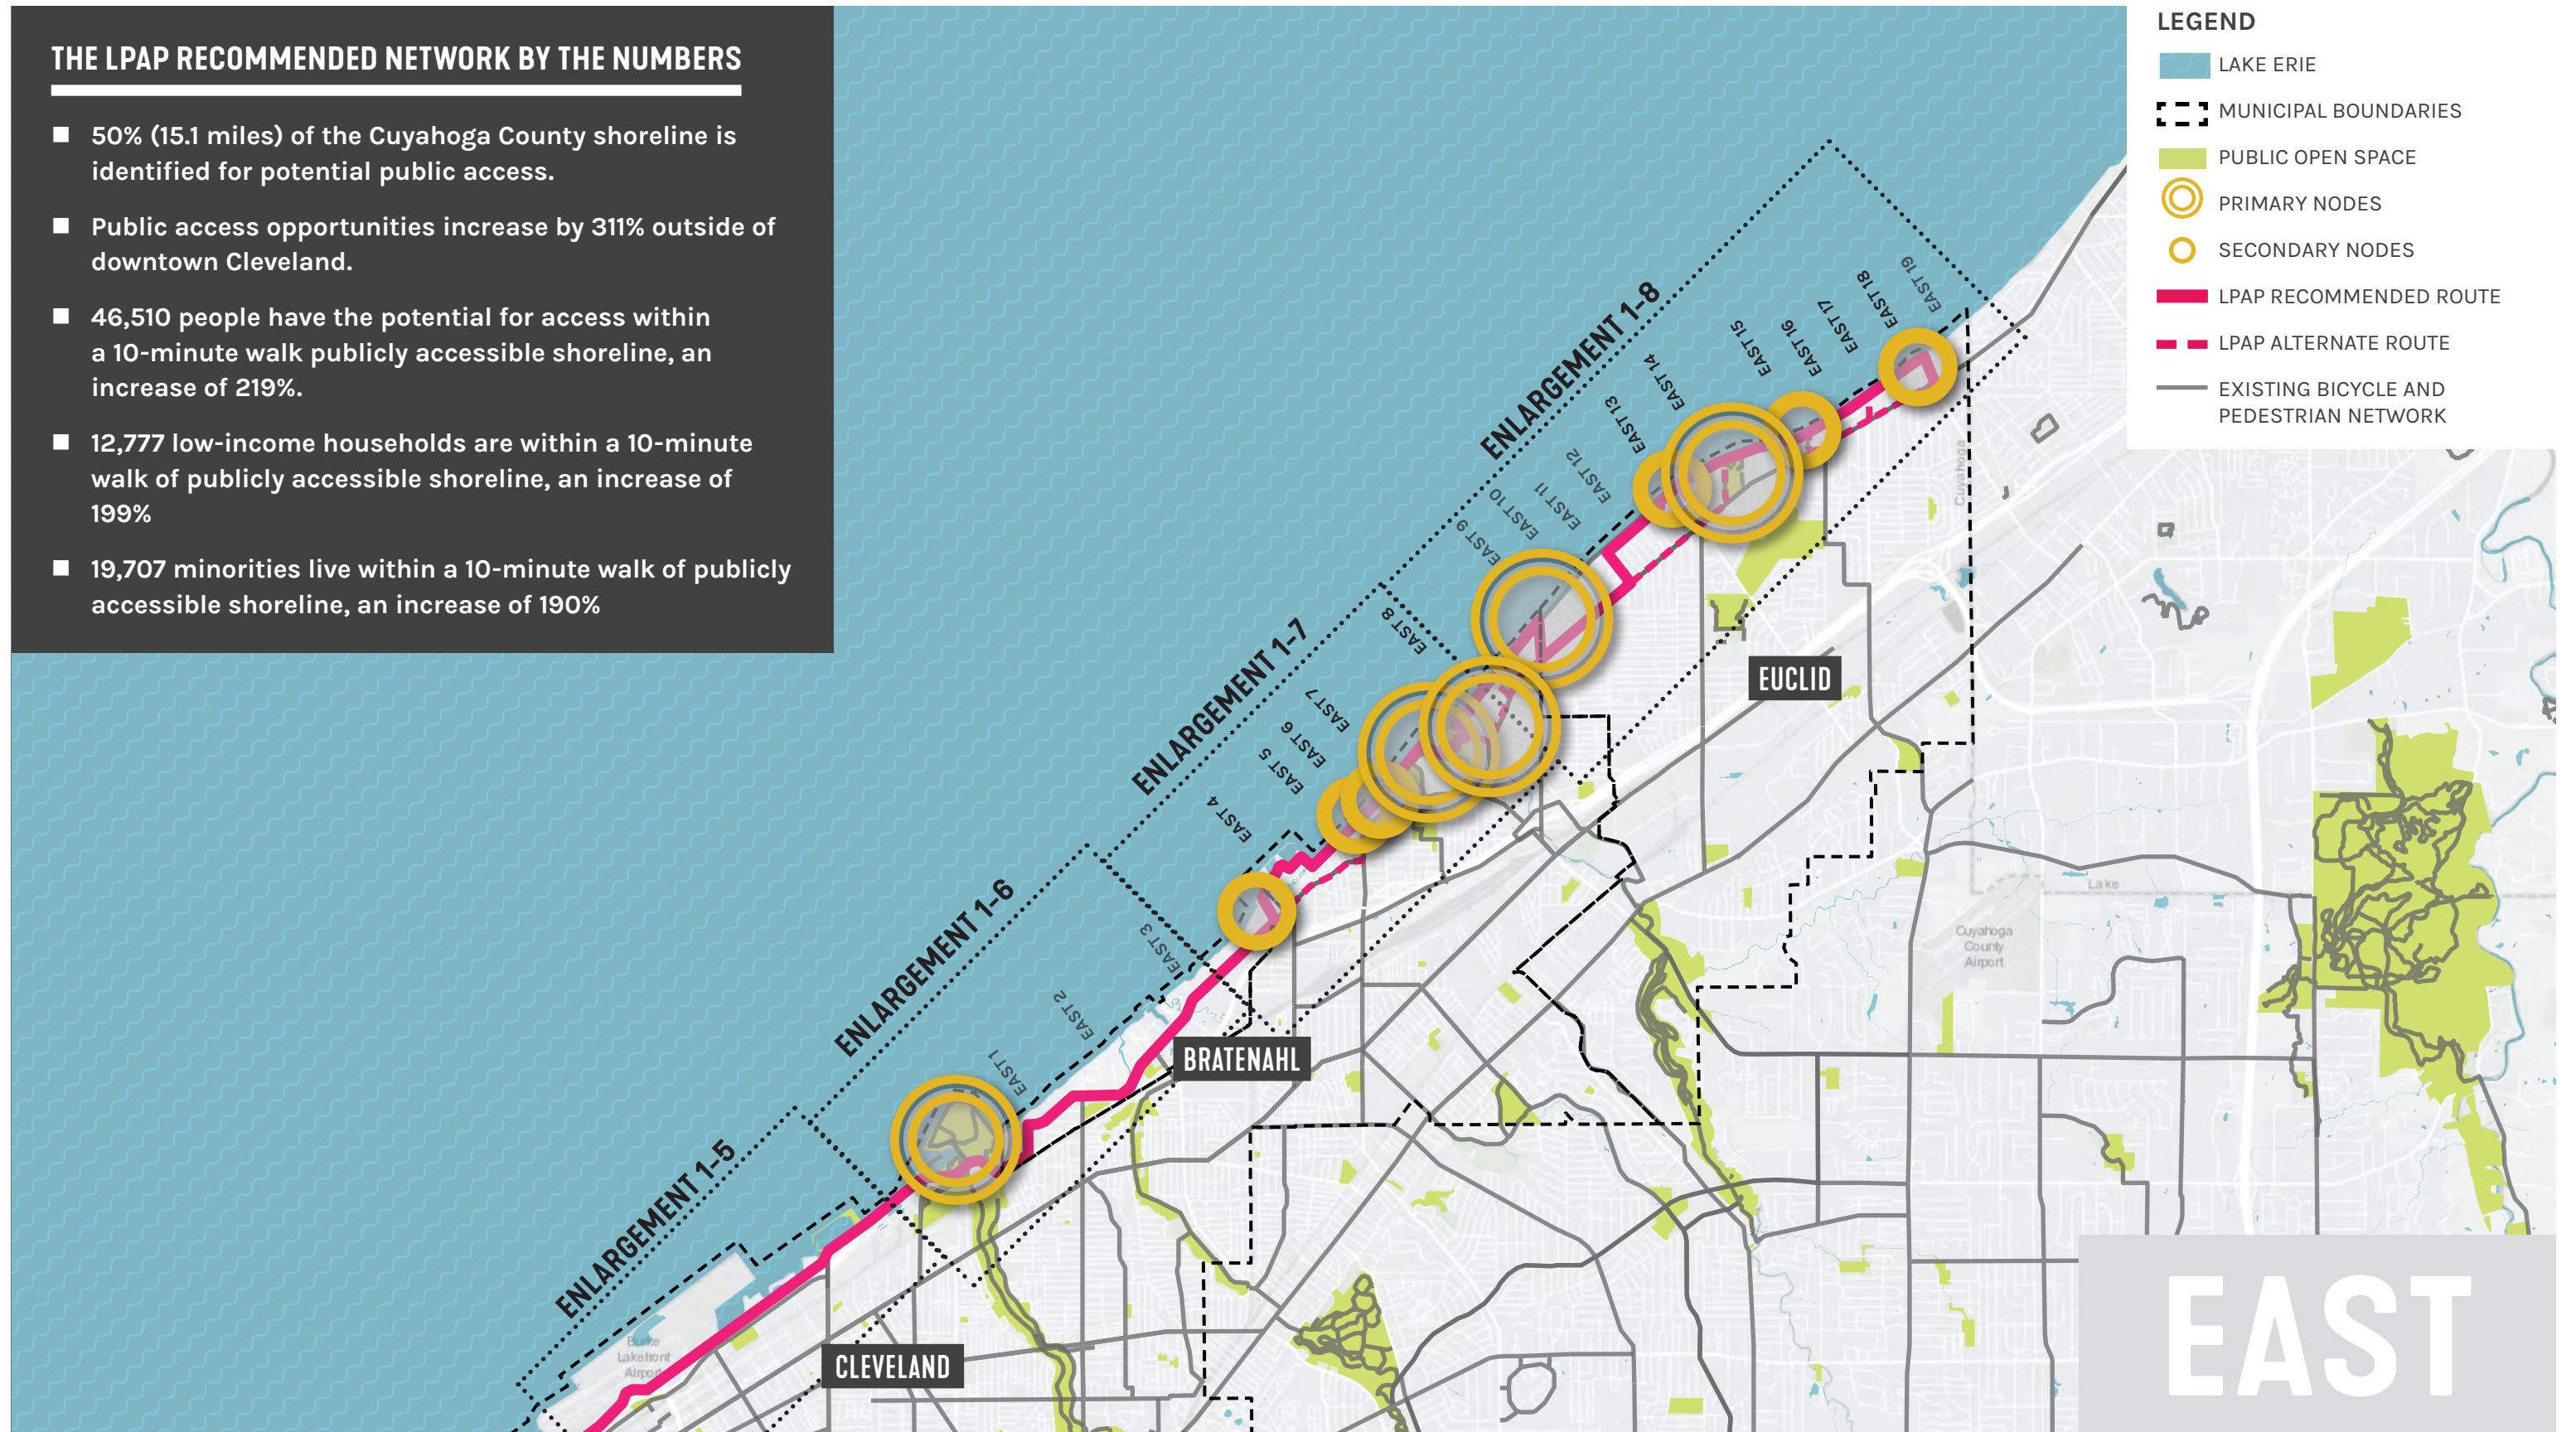 THE LPAP RECOMMENDED NETWORK BY THE NUMBERS
50% (15.1 miles) of the Cuyahoga County shoreline is
identified for potential public access.
Public access opportunities increase by 311% outside of
downtown Cleveland.
46,510 people have the potential for access within
a 10-minute walk publicly accessible shoreline, an
increase of 219%.
12,777 low-income households are within a 10-minute
walk of publicly accessible shoreline, an increase of
199%
19,707 minorities live within a 10-minute walk of publicly
accessible shoreline, an increase of 190%
LEGEND
LAKE ERIE
MUNICIPAL BOUNDARIES
PUBLIC OPEN SPACE
PRIMARY NODES
SECONDARY NODES
LPAP RECOMMENDED ROUTE
LPAP ALTERNATE ROUTE
EXISTING BICYCLE AND
PEDESTRIAN NETWORK
ENLARGEMENT 1-8
EAST 19
EAST 18
EAST 17
EAST 16
EAST 15
EAST 14
EAST 13
EAST 12
EAST 11
EAST 10
EAST 9
ENLARGEMENT 1-7
EAST 8
EAST 7
EAST 6
EAST 5
EAST 4
ENLARGEMENT 1-6
EAST 3
EAST 2
EAST 1
ENLARGEMENT 1-5
EUCLID
BRATENAHL
CLEVELAND
Cuyahoga
Lake
Cuyahoga
County
Airport
Burke
Lakefront
Airport
EAST